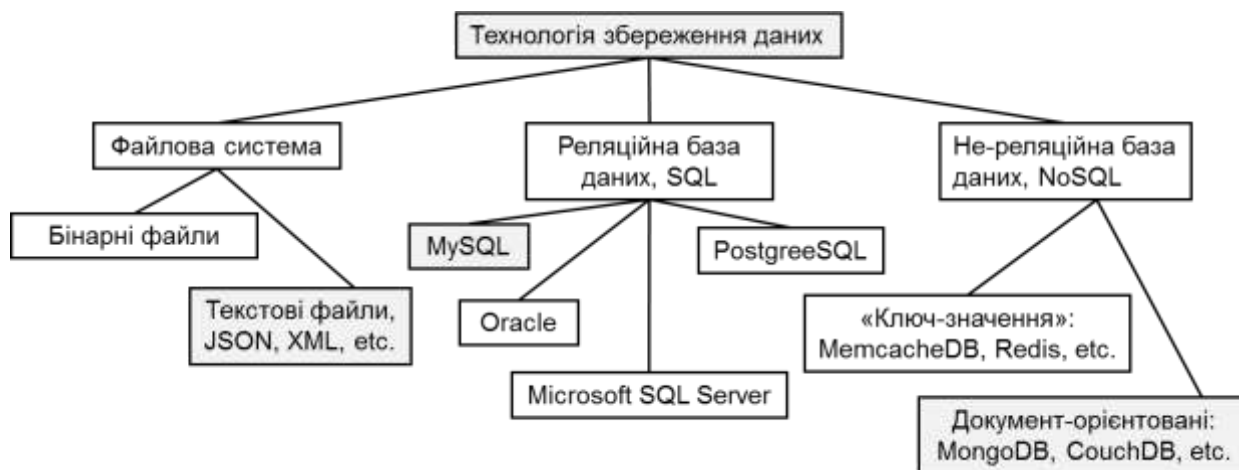 Технологія збереження даних
Файлова система
Реляційна база
даних, SQL
Не-реляційна база
даних, NoSQL
Бінарні файли
MySQL
PostgreeSQL
Текстові файли,
JSON, XML, etc.
Oracle
«Ключ-значення»:
MemcacheDB, Redis, etc.
Microsoft SQL Server
Документ-орієнтовані:
MongoDB, CouchDB, etc.